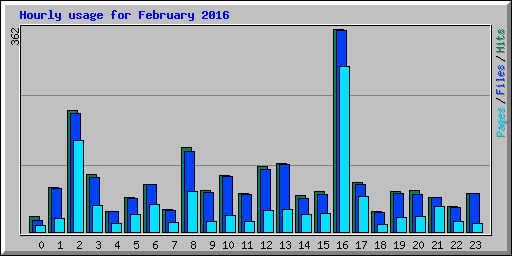 Hourly usage for February 2016
362
Pages / Files / Hits
0 1 2 3 4 5 6 7 8 9 10 11 12 13 14 15 16 17 18 19 20 21 22 23